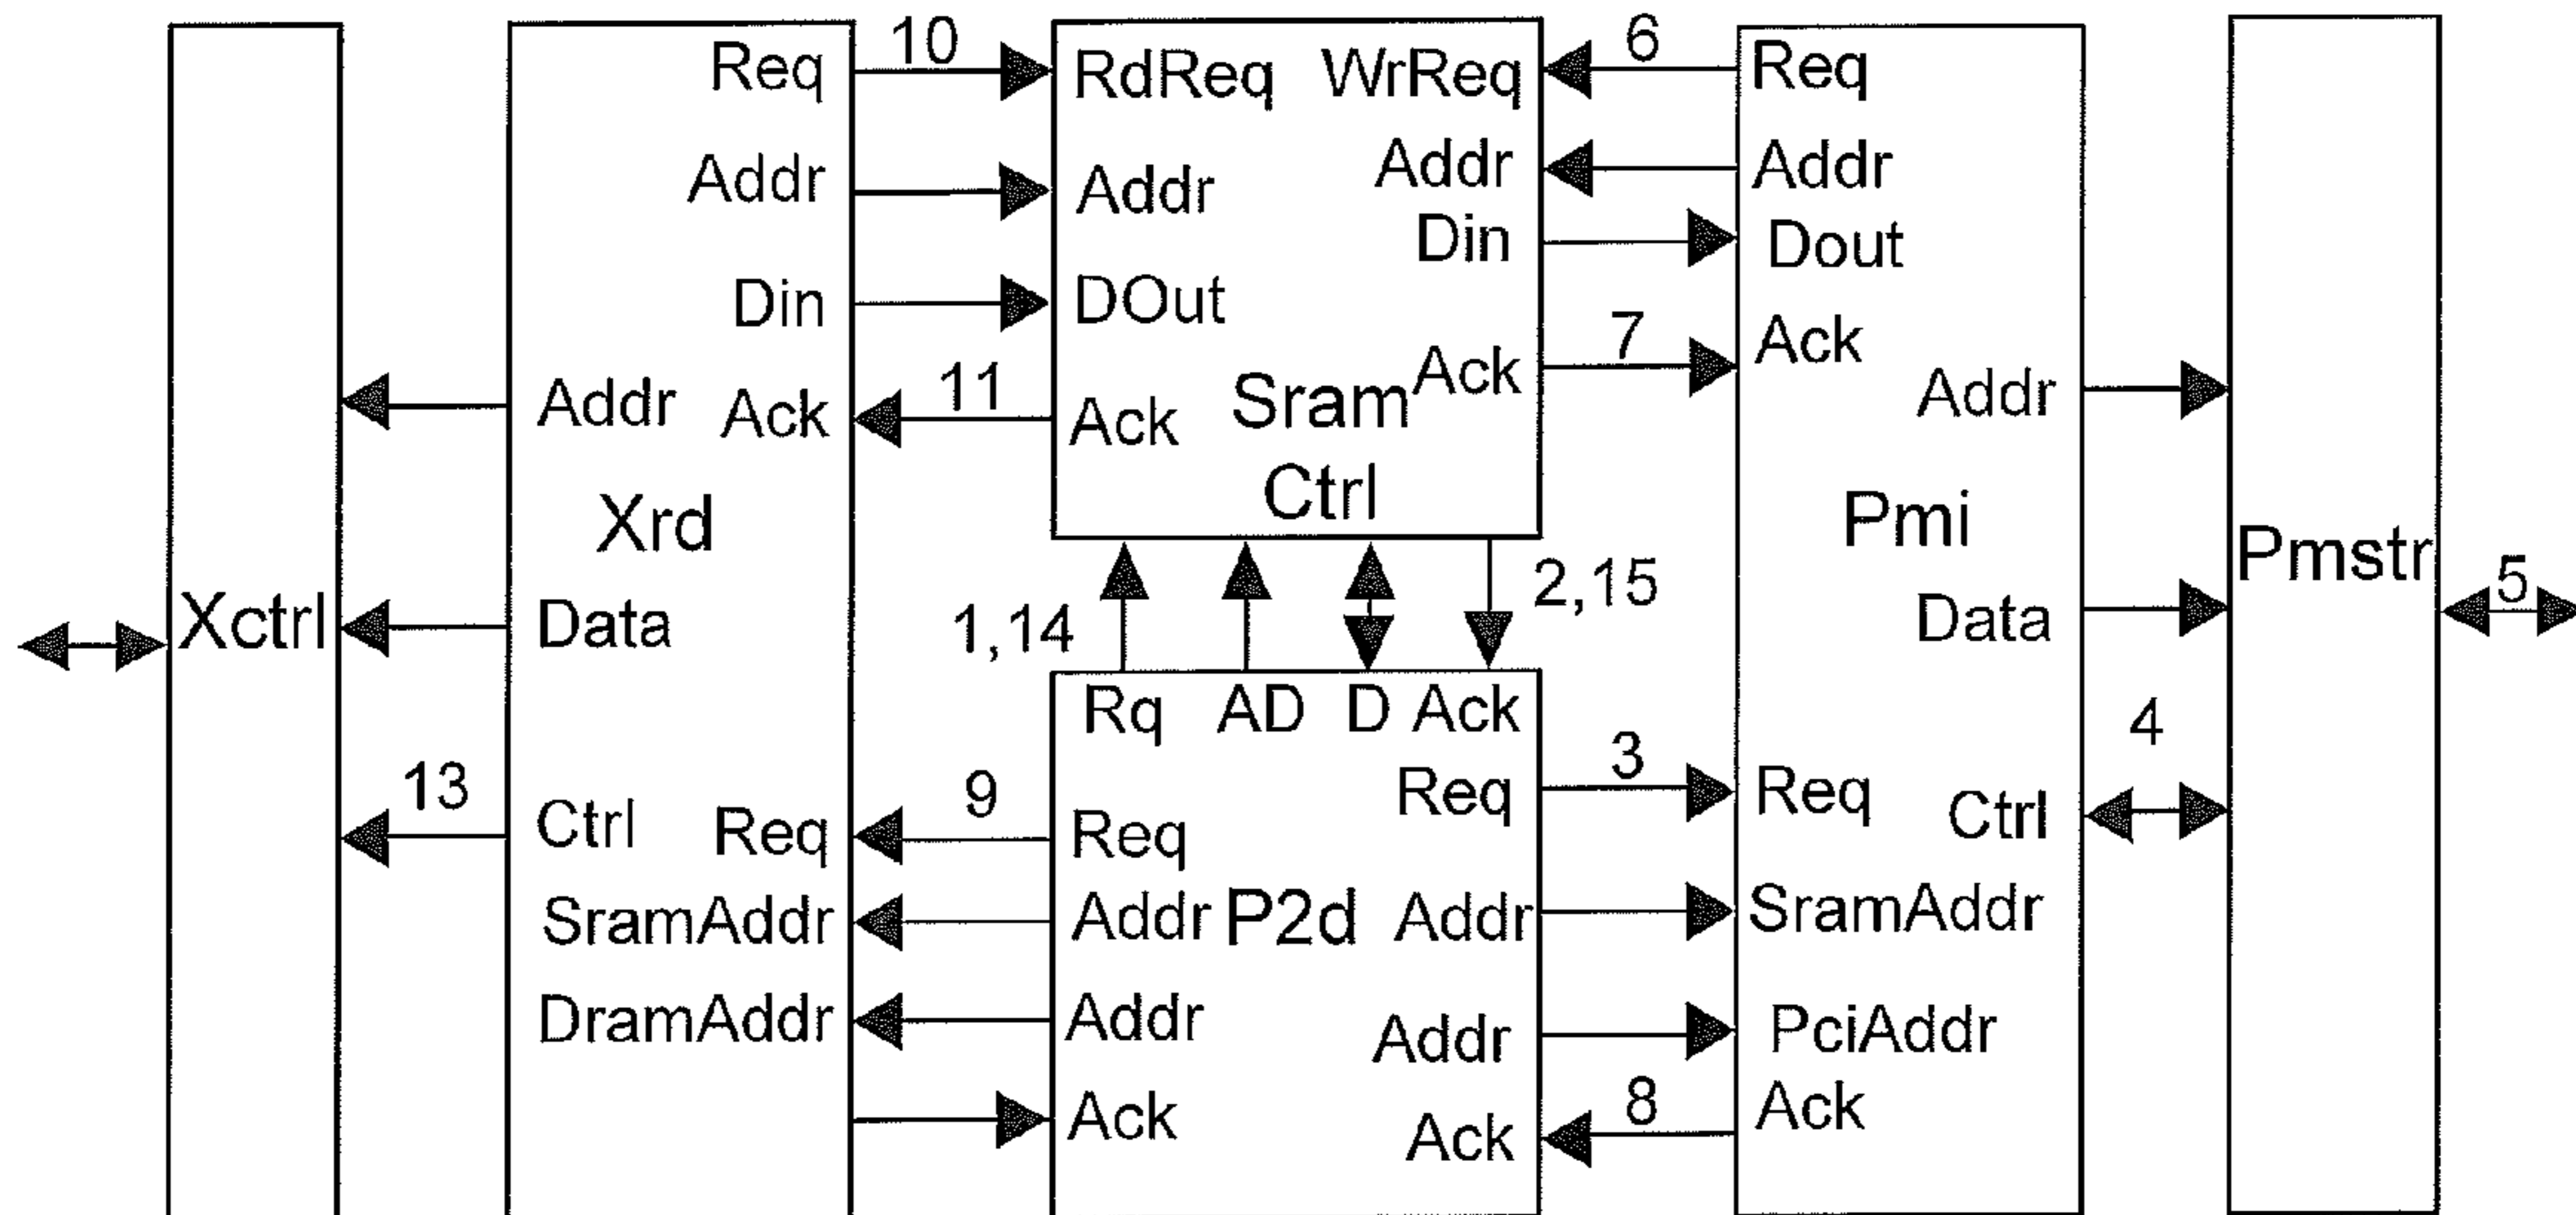 10
6
Req
RdReq
WrReq
Req
Addr
Addr
Addr
Addr
Din
Dout
Din
DOut
7
Ack
11
Ack
Addr
Ack
Ack
Sram
Ctrl
Addr
Xrd
Pmi
Pmstr
5
Xctrl
Data
1,14
2,15
Data
Rq AD D Ack
4
13
9
Req
3
Req
Ctrl
Req
Req
Ctrl
SramAddr
Addr
P2d
Addr
SramAddr
DramAddr
Addr
Addr
PciAddr
8
Ack
Ack
Ack